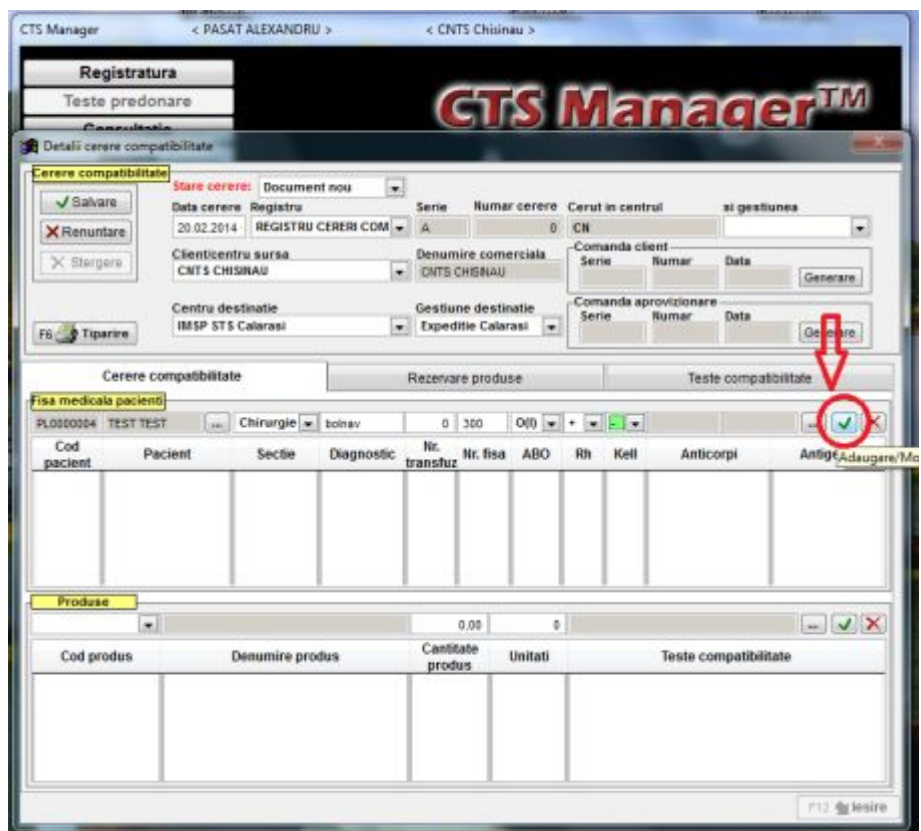 CTS Manager < PASAT ALEXANDRU > < CNTS Chisinau >
Registratura
Teste predonare
CTS Manager™
Consultatie
Detalii cerere compatibilitate
Cerere compatibilitate
Stare cerere: Document nou
Salvare
Data cerere Registru Serie Numar cerere Cerut in centrul si gestiunea
20.02.2014 REGISTRU CERERI COM A 0 CN
Renuntare
Client/centru sursa Denumire comerciala Comanda client
Serie Numar Data
Stergere
CNTS CHISINAU CNTS CHISINAU Generare
Centru destinatie Gestiune destinatie Comanda aprovizionare
Serie Numar Data
F6 Tiparire IMSP STS Calarasi Expeditie Calarasi Generare
Cerere compatibilitate Rezervare produse Teste compatibilitate
Fisa medicala pacienti
PL0000004 TEST TEST ... Chirurgie bolnav 0 300 O(I) + - ...
Cod pacient Pacient Sectie Diagnostic Nr. transfuz Nr. fisa ABO Rh Kell Anticorpi Antige
Adaugare/Mo
Produse
0.00 0 ...
Cod produs Denumire produs Cantitate produs Unitati Teste compatibilitate
F12 Iesire